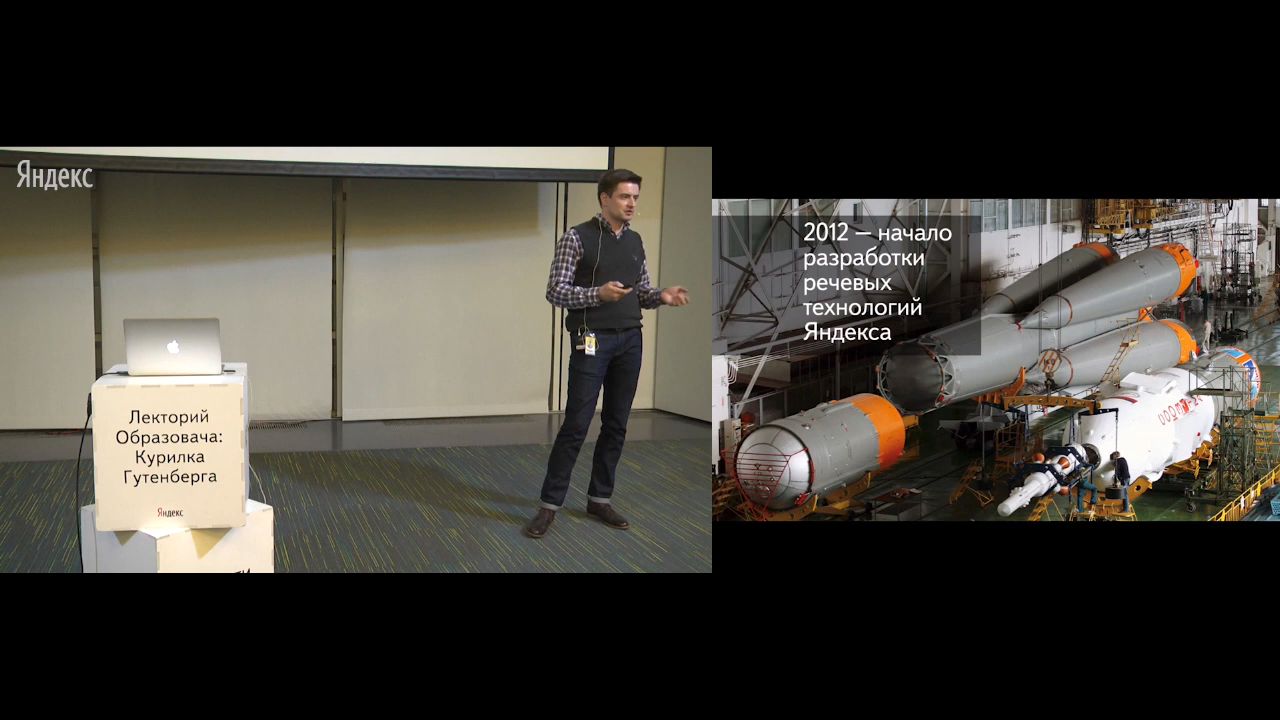 Яндекс
Лекторий
Образовача:
Курилка
Гутенберга
Яндекс
2012 — начало
разработки
речевых
технологий
Яндекса